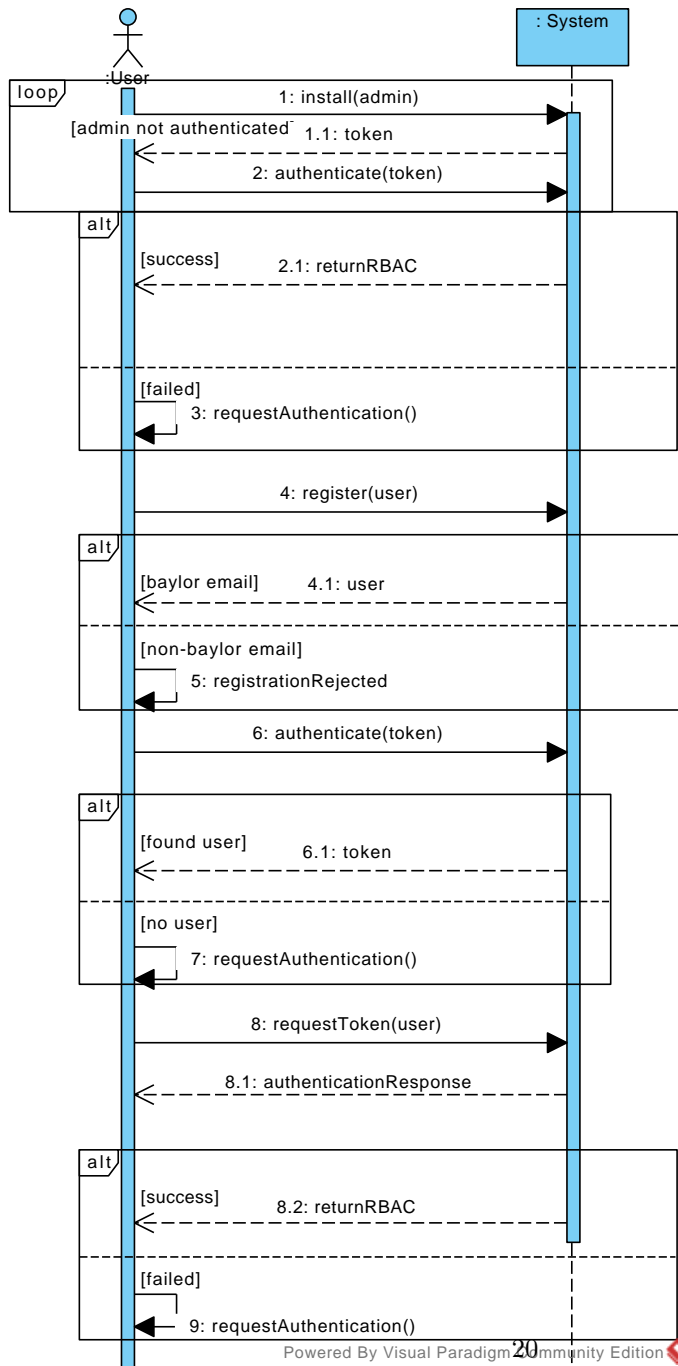 : System
:User
loop
1: install(admin)
[admin not authenticated
1.1: token
2: authenticate(token)
alt
[success]
2.1: returnRBAC
[failed]
3: requestAuthentication()
4: register(user)
alt
[baylor email]
4.1: user
[non-baylor email]
5: registrationRejected
6: authenticate(token)
alt
[found user]
6.1: token
[no user]
7: requestAuthentication()
8: requestToken(user)
8.1: authenticationResponse
alt
[success]
8.2: returnRBAC
[failed]
9: requestAuthentication()
20
Powered By Visual Paradigm Community Edition